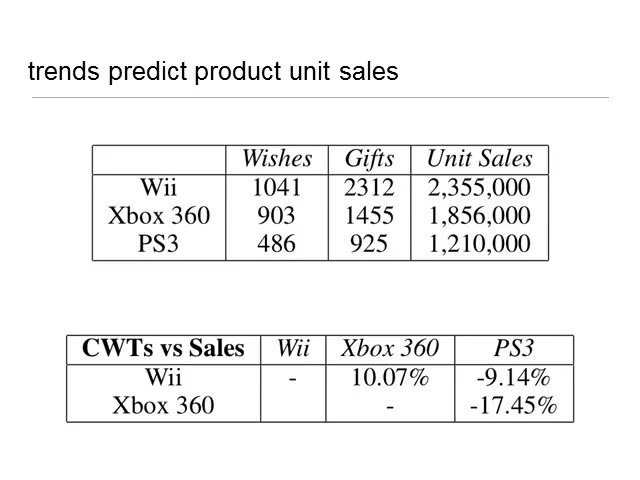 trends predict product unit sales
Wishes Gifts Unit Sales
Wii 1041 2312 2,355,000
Xbox 360 903 1455 1,856,000
PS3 486 925 1,210,000
CWTs vs Sales Wii Xbox 360 PS3
Wii - 10.07% -9.14%
Xbox 360 - -17.45%